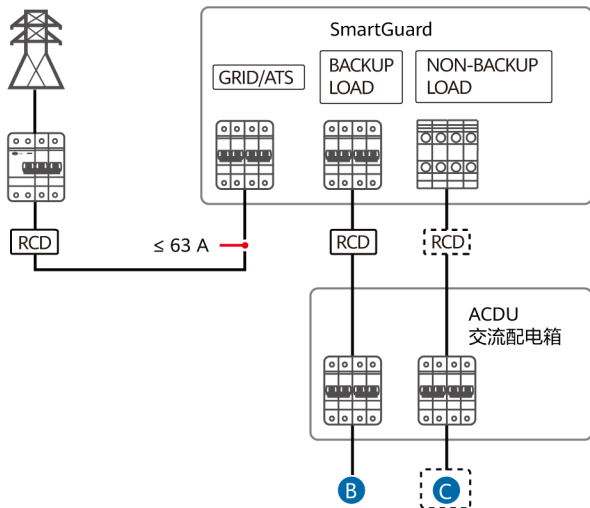 SmartGuard
GRID/ATS
BACKUP
LOAD
NON-BACKUP
LOAD
RCD
≤ 63 A
RCD
RCD
ACDU
交流配电箱
B
C